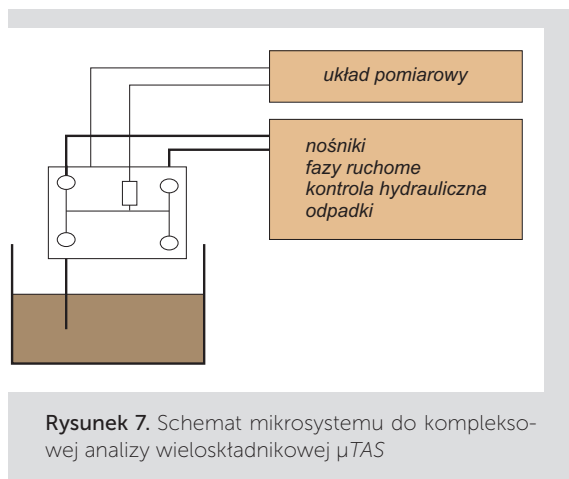 układ pomiarowy
nośniki
fazy ruchome
kontrola hydrauliczna
odpadki
Rysunek 7. Schemat mikrosystemu do komplekso-
wej analizy wieloskładnikowej μTAS